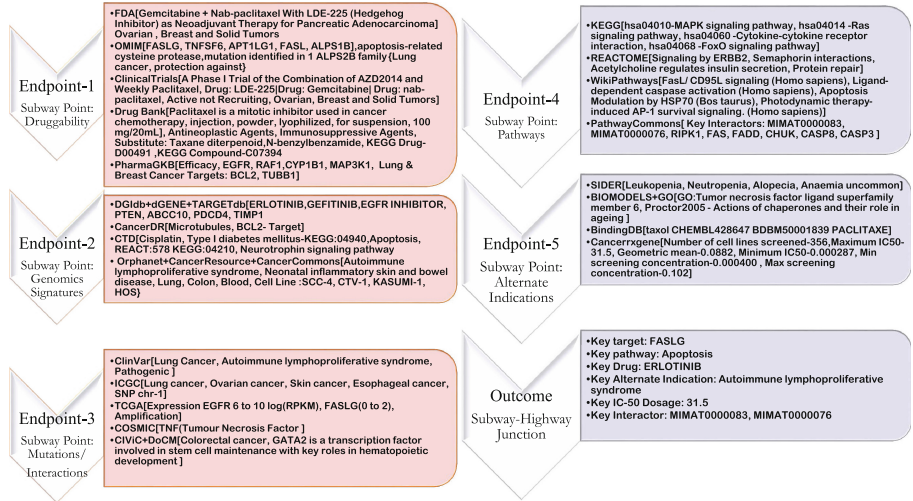 Endpoint-1
Subway Point:
Druggability
•FDA[Gemcitabine + Nab-paclitaxel With LDE-225 (Hedgehog
Inhibitor) as Neoadjuvant Therapy for Pancreatic Adenocarcinoma]
Ovarian , Breast and Solid Tumors
•OMIM[FASLG, TNFSF6, APT1LG1, FASL, ALPS1B],apoptosis-related
cysteine protease,mutation identified in 1 ALPS2B family{Lung
cancer, protection against}
•ClinicalTrials[A Phase I Trial of the Combination of AZD2014 and
Weekly Paclitaxel, Drug: LDE-225|Drug: Gemcitabine| Drug: nab-
paclitaxel, Active not Recruiting, Ovarian, Breast and Solid Tumors]
•Drug Bank[Paclitaxel is a mitotic inhibitor used in cancer
chemotherapy, injection, powder, lyophilized, for suspension, 100
mg/20mL], Antineoplastic Agents, Immunosuppressive Agents,
Substitute: Taxane diterpenoid,N-benzylbenzamide, KEGG Drug-
D00491 ,KEGG Compound-C07394
•PharmaGKB[Efficacy, EGFR, RAF1,CYP1B1, MAP3K1, Lung &
Breast Cancer Targets: BCL2, TUBB1]
Endpoint-2
Subway Point:
Genomics
Signatures
•DGIdb+dGENE+TARGETdb[ERLOTINIB,GEFITINIB,EGFR INHIBITOR,
PTEN, ABCC10, PDCD4, TIMP1
•CancerDR[Microtubules, BCL2- Target]
•CTD[Cisplatin, Type I diabetes mellitus-KEGG:04940,Apoptosis,
REACT:578 KEGG:04210, Neurotrophin signaling pathway
• Orphanet+CancerResource+CancerCommons[Autoimmune
lymphoproliferative syndrome, Neonatal inflammatory skin and bowel
disease, Lung, Colon, Blood, Cell Line :SCC-4, CTV-1, KASUMI-1,
HOS}
Endpoint-3
Subway Point:
Mutations/
Interactions
•ClinVar[Lung Cancer, Autoimmune lymphoproliferative syndrome,
Pathogenic ]
•ICGC[Lung cancer, Ovarian cancer, Skin cancer, Esophageal cancer,
SNP chr-1]
•TCGA[Expression EGFR 6 to 10 log(RPKM), FASLG(0 to 2),
Amplification]
•COSMIC[TNF(Tumour Necrosis Factor ]
•CIViC+DoCM[Colorectal cancer, GATA2 is a transcription factor
involved in stem cell maintenance with key roles in hematopoietic
development ]
Endpoint-4
Subway Point:
Pathways
•KEGG[hsa04010-MAPK signaling pathway, hsa04014 -Ras
signaling pathway, hsa04060 -Cytokine-cytokine receptor
interaction, hsa04068 -FoxO signaling pathway]
•REACTOME[Signaling by ERBB2, Semaphorin interactions,
Acetylcholine regulates insulin secretion, Protein repair]
•WikiPathways[FasL/ CD95L signaling (Homo sapiens), Ligand-
dependent caspase activation (Homo sapiens), Apoptosis
Modulation by HSP70 (Bos taurus), Photodynamic therapy-
induced AP-1 survival signaling. (Homo sapiens)]
•PathwayCommons[ Key Interactors: MIMAT0000083,
MIMAT0000076, RIPK1, FAS, FADD, CHUK, CASP8, CASP3 ]
Endpoint-5
Subway Point:
Alternate
Indications
•SIDER[Leukopenia, Neutropenia, Alopecia, Anaemia uncommon]
•BIOMODELS+GO[GO:Tumor necrosis factor ligand superfamily
member 6, Proctor2005 - Actions of chaperones and their role in
ageing ]
•BindingDB[taxol CHEMBL428647 BDBM50001839 PACLITAXE]
•Cancerrxgene[Number of cell lines screened-356,Maximum IC50-
31.5, Geometric mean-0.0882, Minimum IC50-0.000287, Min
screening concentration-0.000400 , Max screening
concentration-0.102]
Outcome
Subway-Highway
Junction
•Key target: FASLG
•Key pathway: Apoptosis
•Key Drug: ERLOTINIB
•Key Alternate Indication: Autoimmune lymphoproliferative
syndrome
•Key IC-50 Dosage: 31.5
•Key Interactor: MIMAT0000083, MIMAT0000076